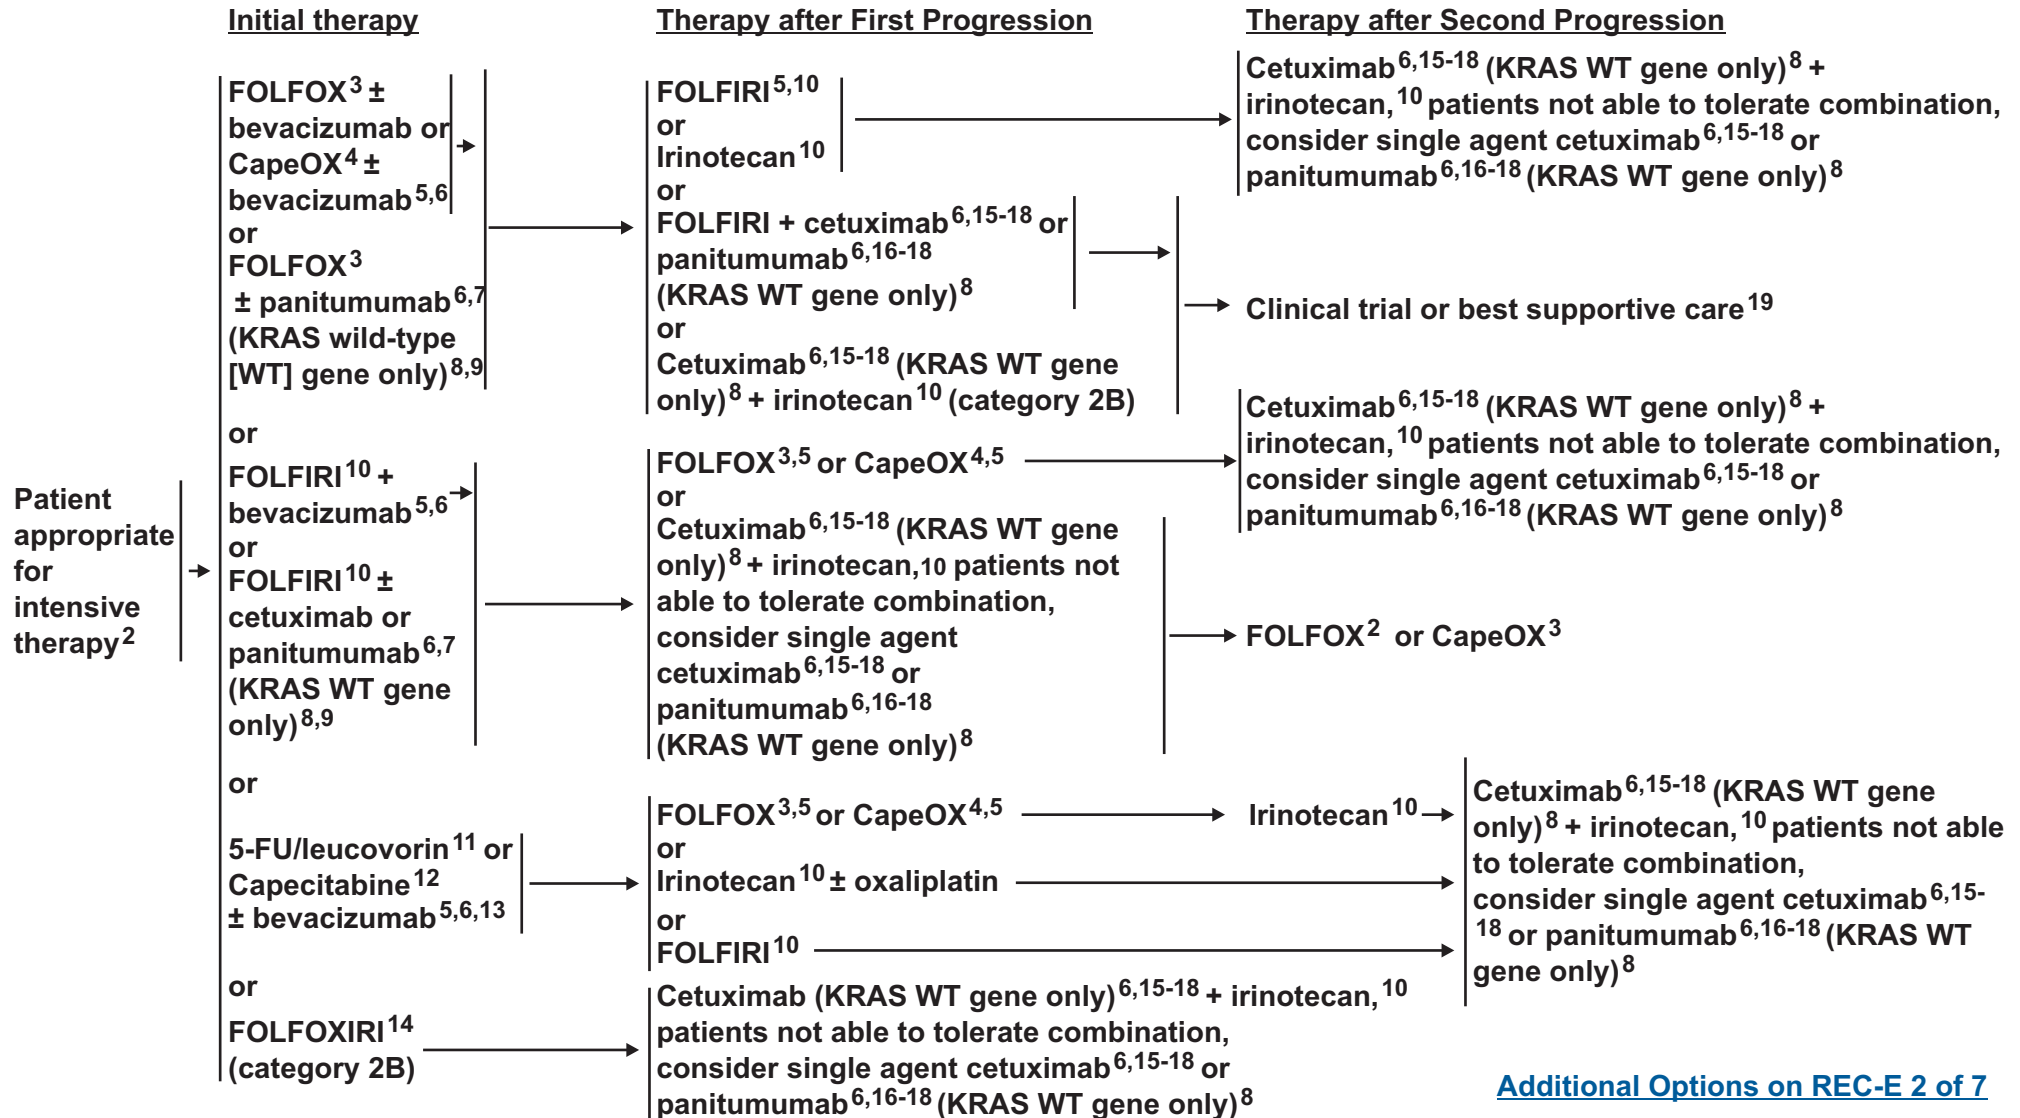 Initial therapy
Therapy after First Progression
Therapy after Second Progression
Patient
appropriate
for
intensive
therapy2
FOLFOX3 ±
bevacizumab or
CapeOX4 ±
bevacizumab5,6
or
FOLFOX3
± panitumumab6,7
(KRAS wild-type
[WT] gene only)8,9
or
FOLFIRI10 +
bevacizumab5,6
or
FOLFIRI10 ±
cetuximab or
panitumumab6,7
(KRAS WT gene
only)8,9
or
5-FU/leucovorin11 or
Capecitabine12
± bevacizumab5,6,13
or
FOLFOXIRI14
(category 2B)
FOLFIRI5,10
or
Irinotecan10
or
FOLFIRI + cetuximab6,15-18 or
panitumumab6,16-18
(KRAS WT gene only)8
or
Cetuximab6,15-18 (KRAS WT gene
only)8 + irinotecan10 (category 2B)
FOLFOX3,5 or CapeOX4,5
or
Cetuximab6,15-18 (KRAS WT gene
only)8 + irinotecan,10 patients not
able to tolerate combination,
consider single agent
cetuximab6,15-18 or
panitumumab6,16-18
(KRAS WT gene only)8
FOLFOX3,5 or CapeOX4,5
or
Irinotecan10 ± oxaliplatin
or
FOLFIRI10
Cetuximab (KRAS WT gene only)6,15-18 + irinotecan,10
patients not able to tolerate combination,
consider single agent cetuximab6,15-18 or
panitumumab6,16-18 (KRAS WT gene only)8
Cetuximab6,15-18 (KRAS WT gene only)8 +
irinotecan,10 patients not able to tolerate combination,
consider single agent cetuximab6,15-18 or
panitumumab6,16-18 (KRAS WT gene only)8
Clinical trial or best supportive care19
Cetuximab6,15-18 (KRAS WT gene only)8 +
irinotecan,10 patients not able to tolerate combination,
consider single agent cetuximab6,15-18 or
panitumumab6,16-18 (KRAS WT gene only)8
FOLFOX2 or CapeOX3
Irinotecan10
Cetuximab6,15-18 (KRAS WT gene
only)8 + irinotecan,10 patients not able
to tolerate combination,
consider single agent cetuximab6,15-
18 or panitumumab6,16-18 (KRAS WT
gene only)8
Additional Options on REC-E 2 of 7